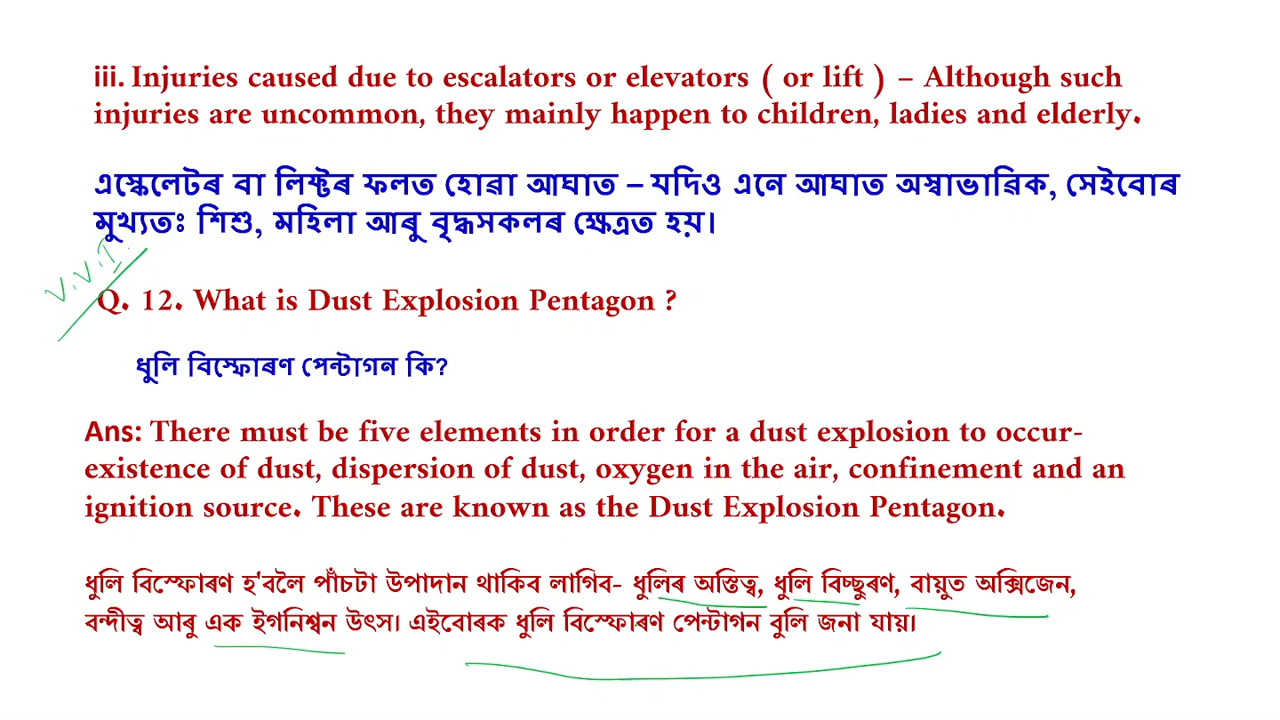 iii. Injuries caused due to escalators or elevators ( or lift ) – Although such
injuries are uncommon, they mainly happen to children, ladies and elderly.
এস্কেলেটৰ বা লিফ্টৰ ফলত হোৱা আঘাত – যদিও এনে আঘাত অস্বাভাৱিক, সেইবোৰ
মুখ্যতঃ শিশু, মহিলা আৰু বৃদ্ধসকলৰ ক্ষেত্ৰত হয়।
V.V.I.
Q. 12. What is Dust Explosion Pentagon ?
ধুলি বিস্ফোৰণ পেন্টাগন কি?
Ans: There must be five elements in order for a dust explosion to occur-
existence of dust, dispersion of dust, oxygen in the air, confinement and an
ignition source. These are known as the Dust Explosion Pentagon.
ধুলি বিস্ফোৰণ হ'বলৈ পাঁচটা উপাদান থাকিব লাগিব- ধুলিৰ অস্তিত্ব, ধুলি বিচ্ছুৰণ, বায়ুত অক্সিজেন,
বন্দীত্ব আৰু এক ইগনিশ্বন উৎস। এইবোৰক ধুলি বিস্ফোৰণ পেন্টাগন বুলি জনা যায়।